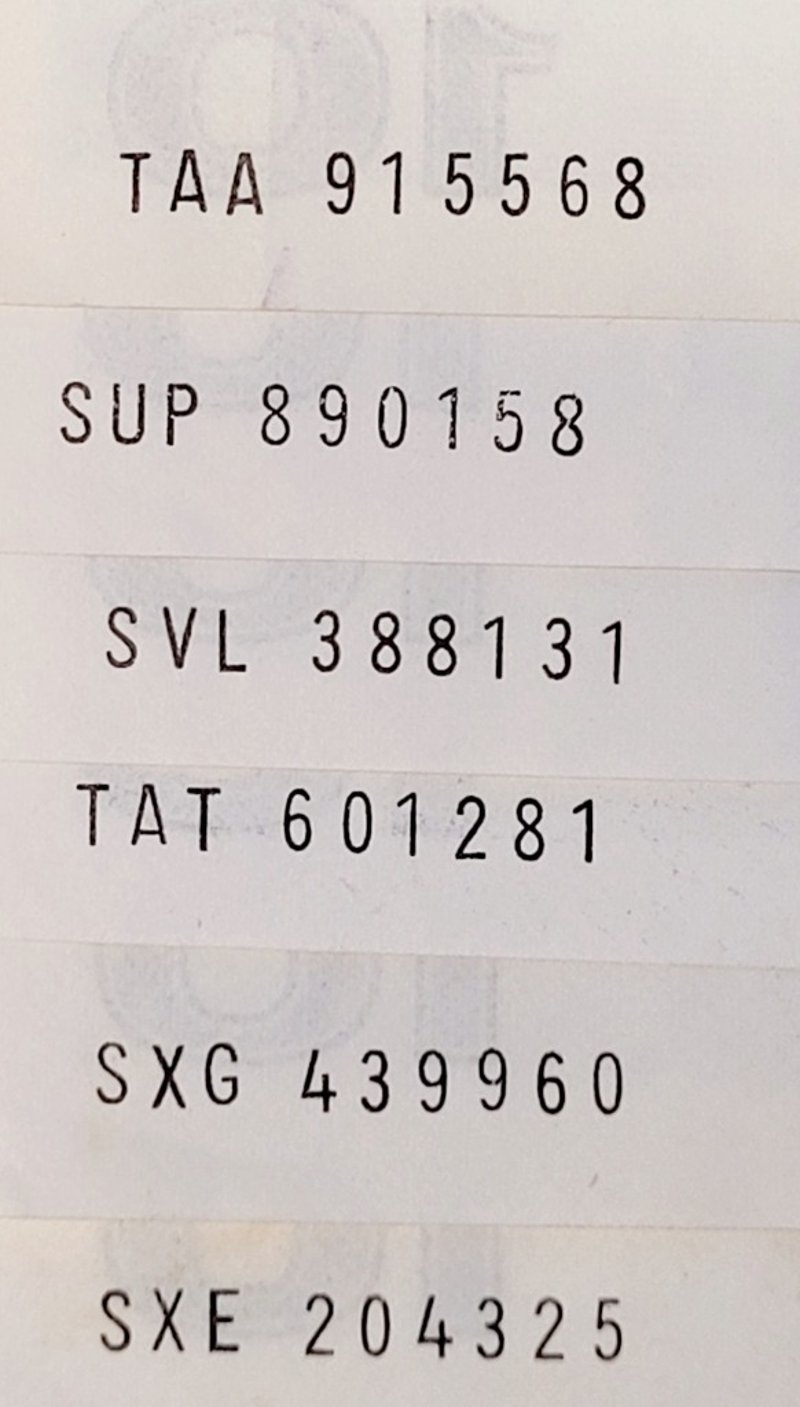 TAA 915568
SUP 890158
SVL 388131
TAT 601281
SXG 439960
SXE 204325